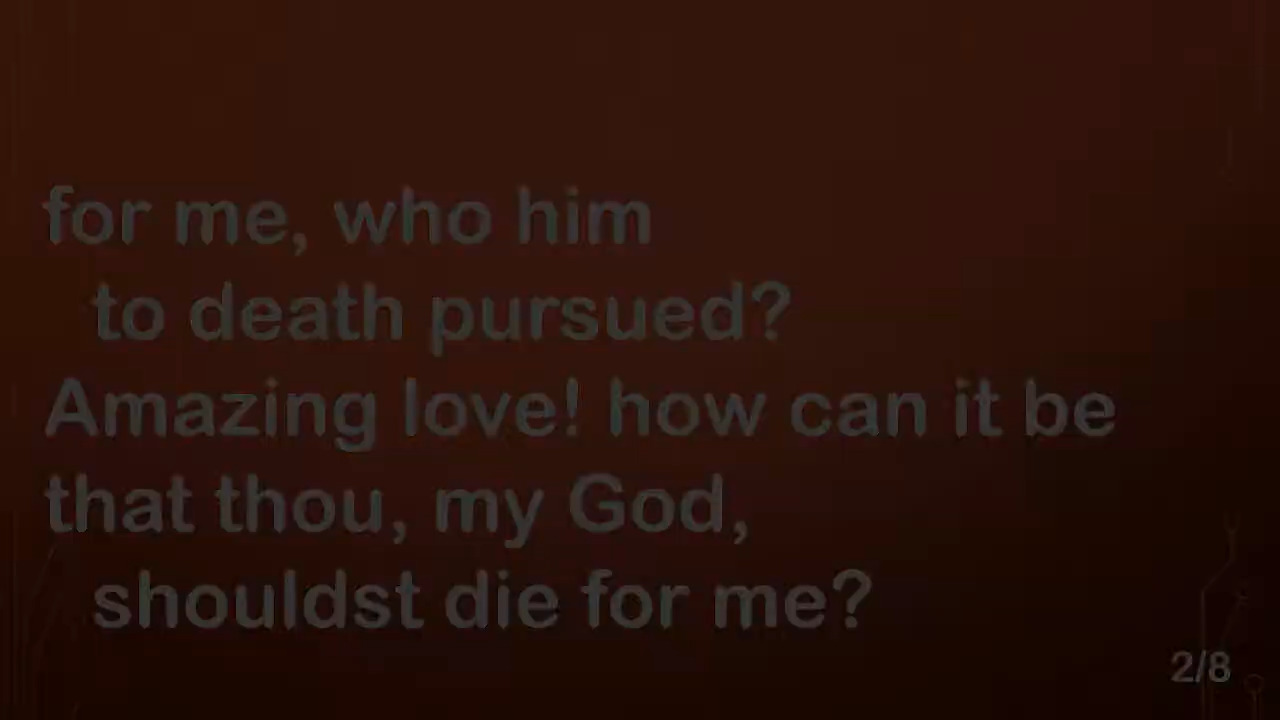 for me, who him
to death pursued?
Amazing love! how can it be
that thou, my God,
shouldst die for me?
2/8